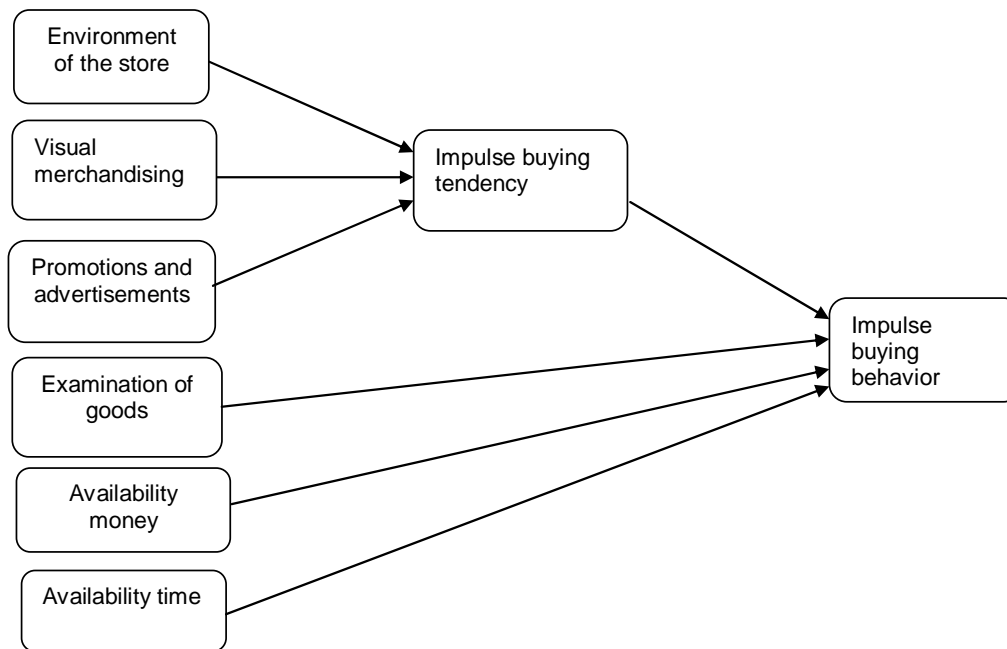 Environment
of the store
Visual
merchandising
Impulse buying
tendency
Promotions and
advertisements
Impulse
buying
behavior
Examination of
goods
Availability
money
Availability time